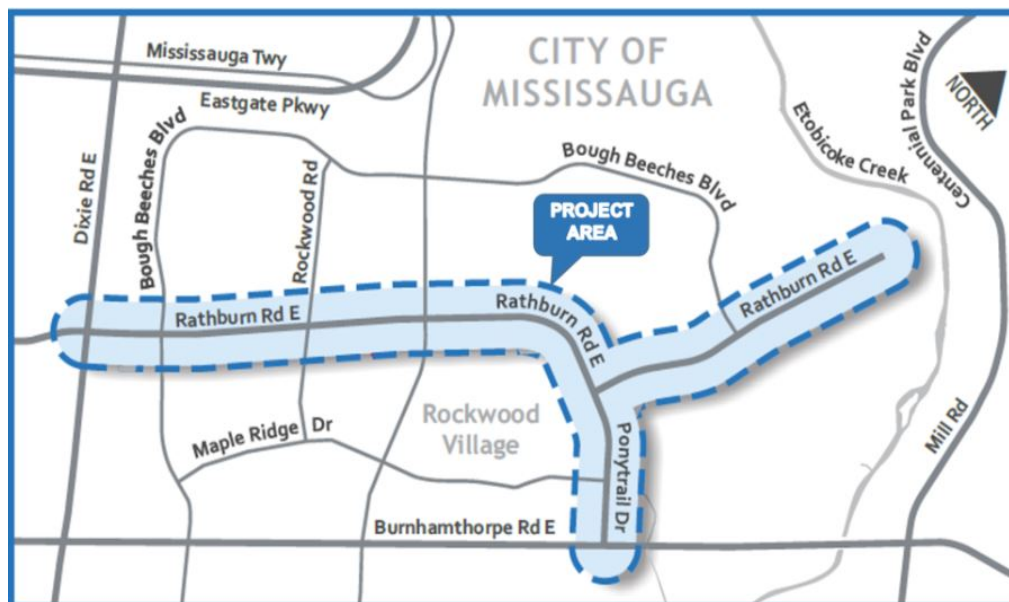 Mississauga Twy
Eastgate Pkwy
CITY OF
MISSISSAUGA
Centennial Park Blvd
NORTH
Etobicoke Creek
Dixie Rd E
Bough Beeches Blvd
Rockwood Rd
Bough Beeches Blvd
PROJECT
AREA
Rathburn Rd E
Rathburn Rd E
Rathburn Rd E
Rockwood
Village
Maple Ridge Dr
Ponytrail Dr
Mill Rd
Burnhamthorpe Rd E